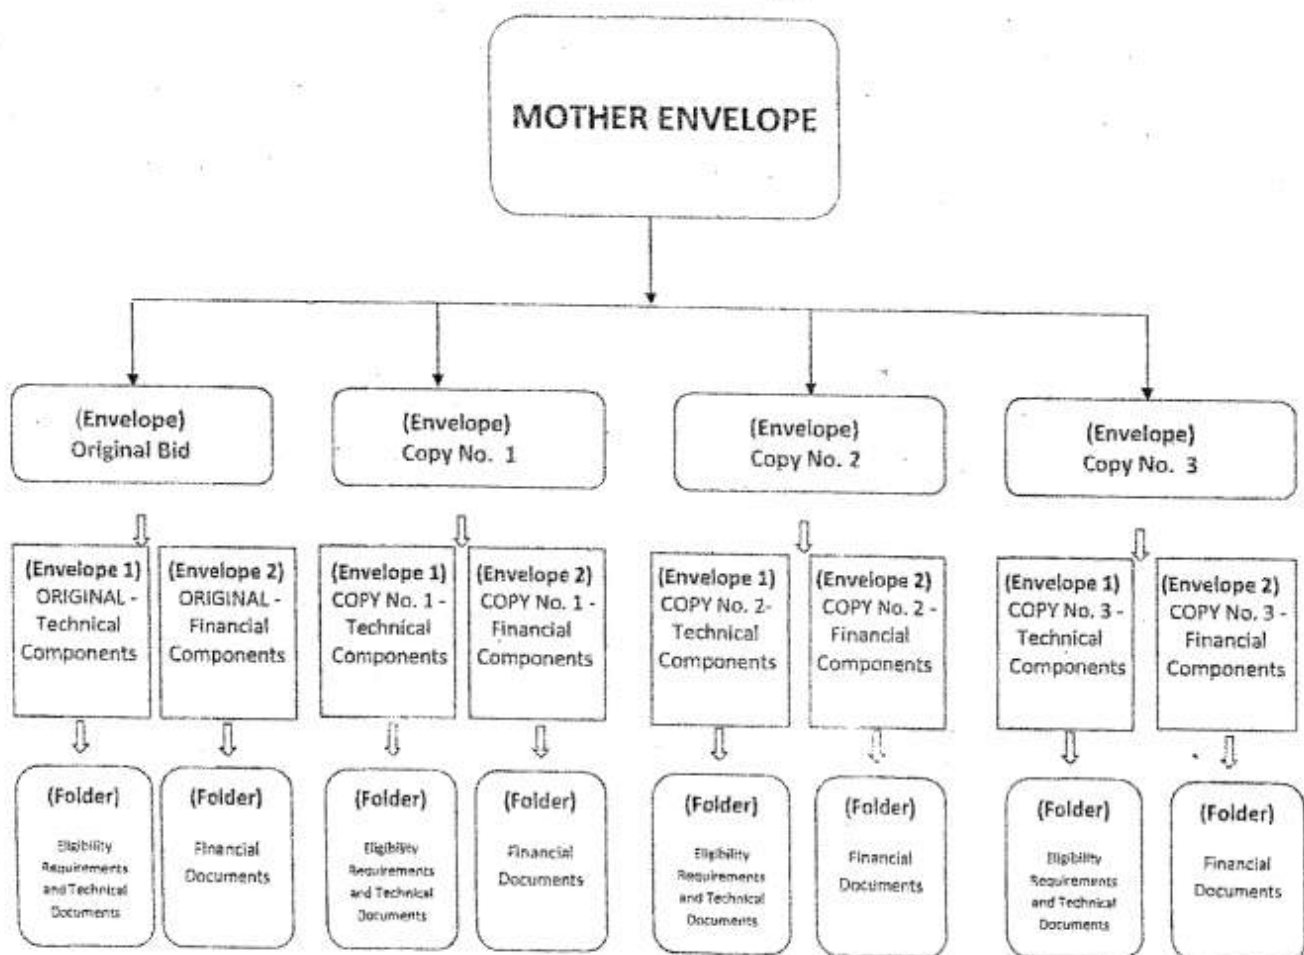 MOTHER ENVELOPE
(Envelope)
Original Bid
(Envelope)
Copy No. 1
(Envelope)
Copy No. 2
(Envelope)
Copy No. 3
(Envelope 1)
ORIGINAL -
Technical
Components
(Envelope 2)
ORIGINAL -
Financial
Components
(Envelope 1)
COPY No. 1 -
Technical
Components
(Envelope 2)
COPY No. 1 -
Financial
Components
(Envelope 1)
COPY No. 2-
Technical
Components
(Envelope 2)
COPY No. 2 -
Financial
Components
(Envelope 1)
COPY No. 3 -
Technical
Components
(Envelope 2)
COPY No. 3 -
Financial
Components
(Folder)
Eligibility
Requirements
and Technical
Documents
(Folder)
Financial
Documents
(Folder)
Eligibility
Requirements
and Technical
Documents
(Folder)
Financial
Documents
(Folder)
Eligibility
Requirements
and Technical
Documents
(Folder)
Financial
Documents
(Folder)
Eligibility
Requirements
and Technical
Documents
(Folder)
Financial
Documents